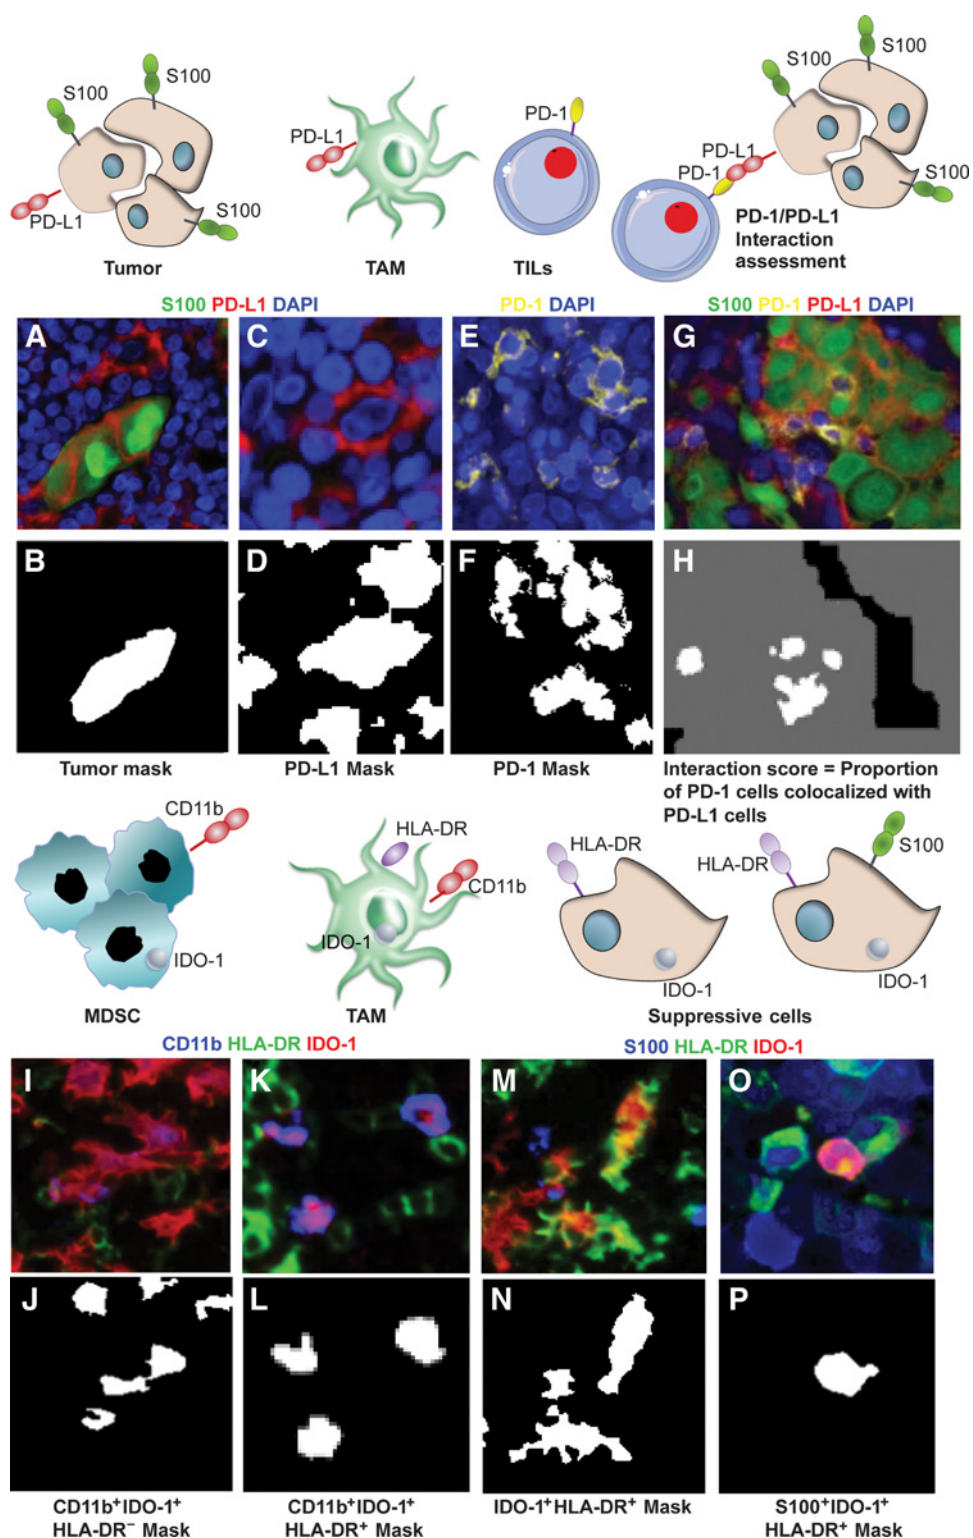 S100
S100
S100
S100
PD-L1
PD-1
PD-L1
PD-1
S100
PD-L1
S100
S100
PD-1/PD-L1
Interaction
assessment
Tumor
TAM
TILs
S100 PD-L1 DAPI
PD-1 DAPI
S100 PD-1 PD-L1 DAPI
A
C
E
G
B
D
F
H
Tumor mask
PD-L1 Mask
PD-1 Mask
Interaction score = Proportion
of PD-1 cells colocalized with
PD-L1 cells
CD11b
HLA-DR
CD11b
IDO-1
IDO-1
HLA-DR
IDO-1
HLA-DR
S100
IDO-1
MDSC
TAM
Suppressive cells
CD11b HLA-DR IDO-1
S100 HLA-DR IDO-1
I
K
M
O
J
L
N
P
CD11b⁺IDO-1⁺
HLA-DR⁻ Mask
CD11b⁺IDO-1⁺
HLA-DR⁺ Mask
IDO-1⁺HLA-DR⁺ Mask
S100⁺IDO-1⁺
HLA-DR⁺ Mask